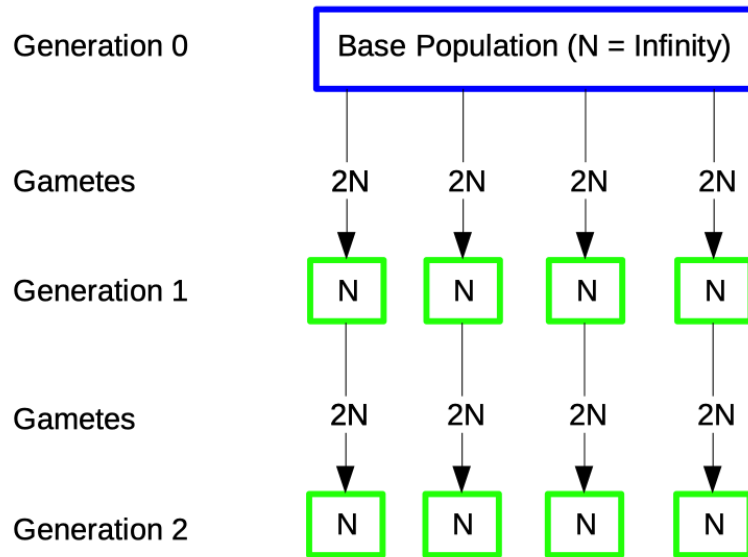 Generation 0 Base Population (N = Infinity)
Gametes 2N 2N 2N 2N
Generation 1 N N N N
Gametes 2N 2N 2N 2N
Generation 2 N N N N